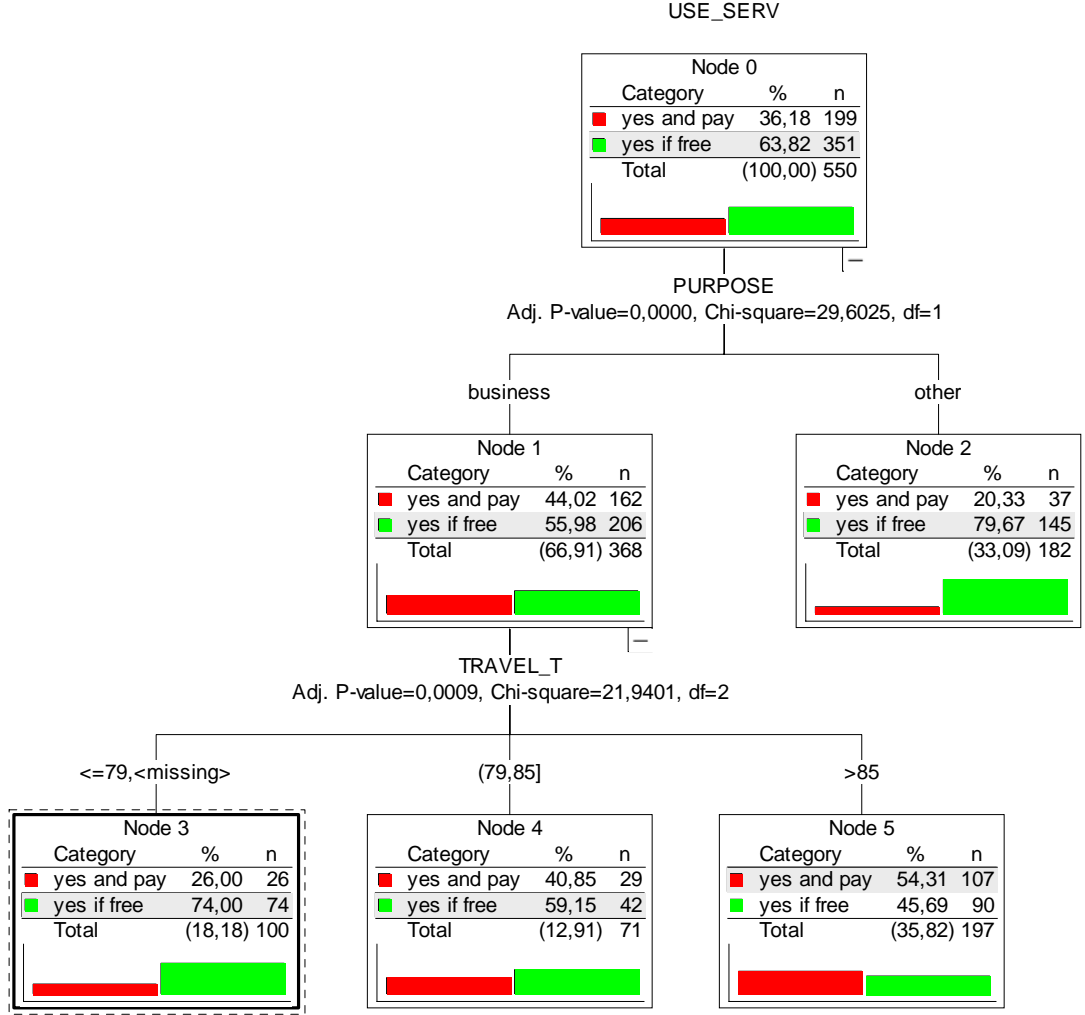 USE_SERV
Node 0
Category % n
yes and pay 36,18 199
yes if free 63,82 351
Total (100,00) 550
PURPOSE
Adj. P-value=0,0000, Chi-square=29,6025, df=1
business
other
Node 1
Category % n
yes and pay 44,02 162
yes if free 55,98 206
Total (66,91) 368
Node 2
Category % n
yes and pay 20,33 37
yes if free 79,67 145
Total (33,09) 182
TRAVEL_T
Adj. P-value=0,0009, Chi-square=21,9401, df=2
<=79,<missing>
(79,85]
>85
Node 3
Category % n
yes and pay 26,00 26
yes if free 74,00 74
Total (18,18) 100
Node 4
Category % n
yes and pay 40,85 29
yes if free 59,15 42
Total (12,91) 71
Node 5
Category % n
yes and pay 54,31 107
yes if free 45,69 90
Total (35,82) 197